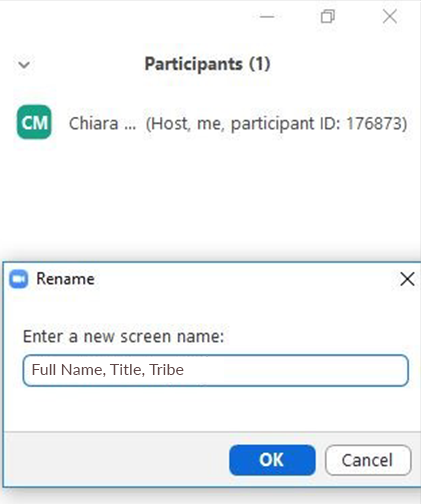 Participants (1)
CM Chiara ... (Host, me, participant ID: 176873)
Rename
Enter a new screen name:
Full Name, Title, Tribe
OK Cancel